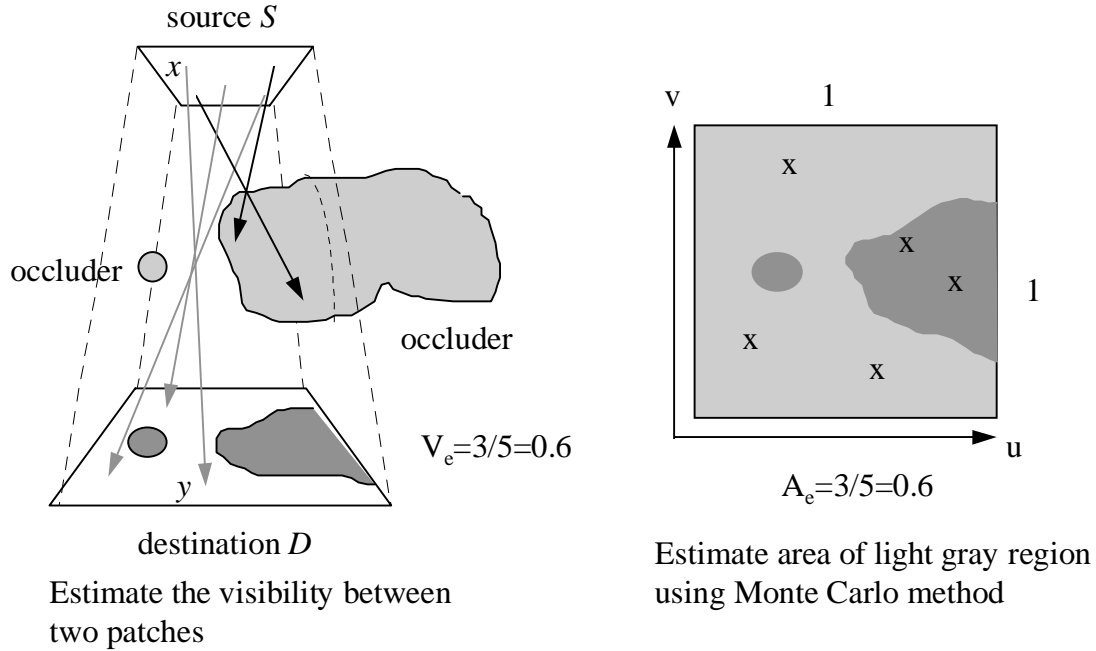 source S
x
occluder
occluder
y
V_e=3/5=0.6
destination D
Estimate the visibility between
two patches
v
1
x
x
x
x
x
1
u
A_e=3/5=0.6
Estimate area of light gray region
using Monte Carlo method